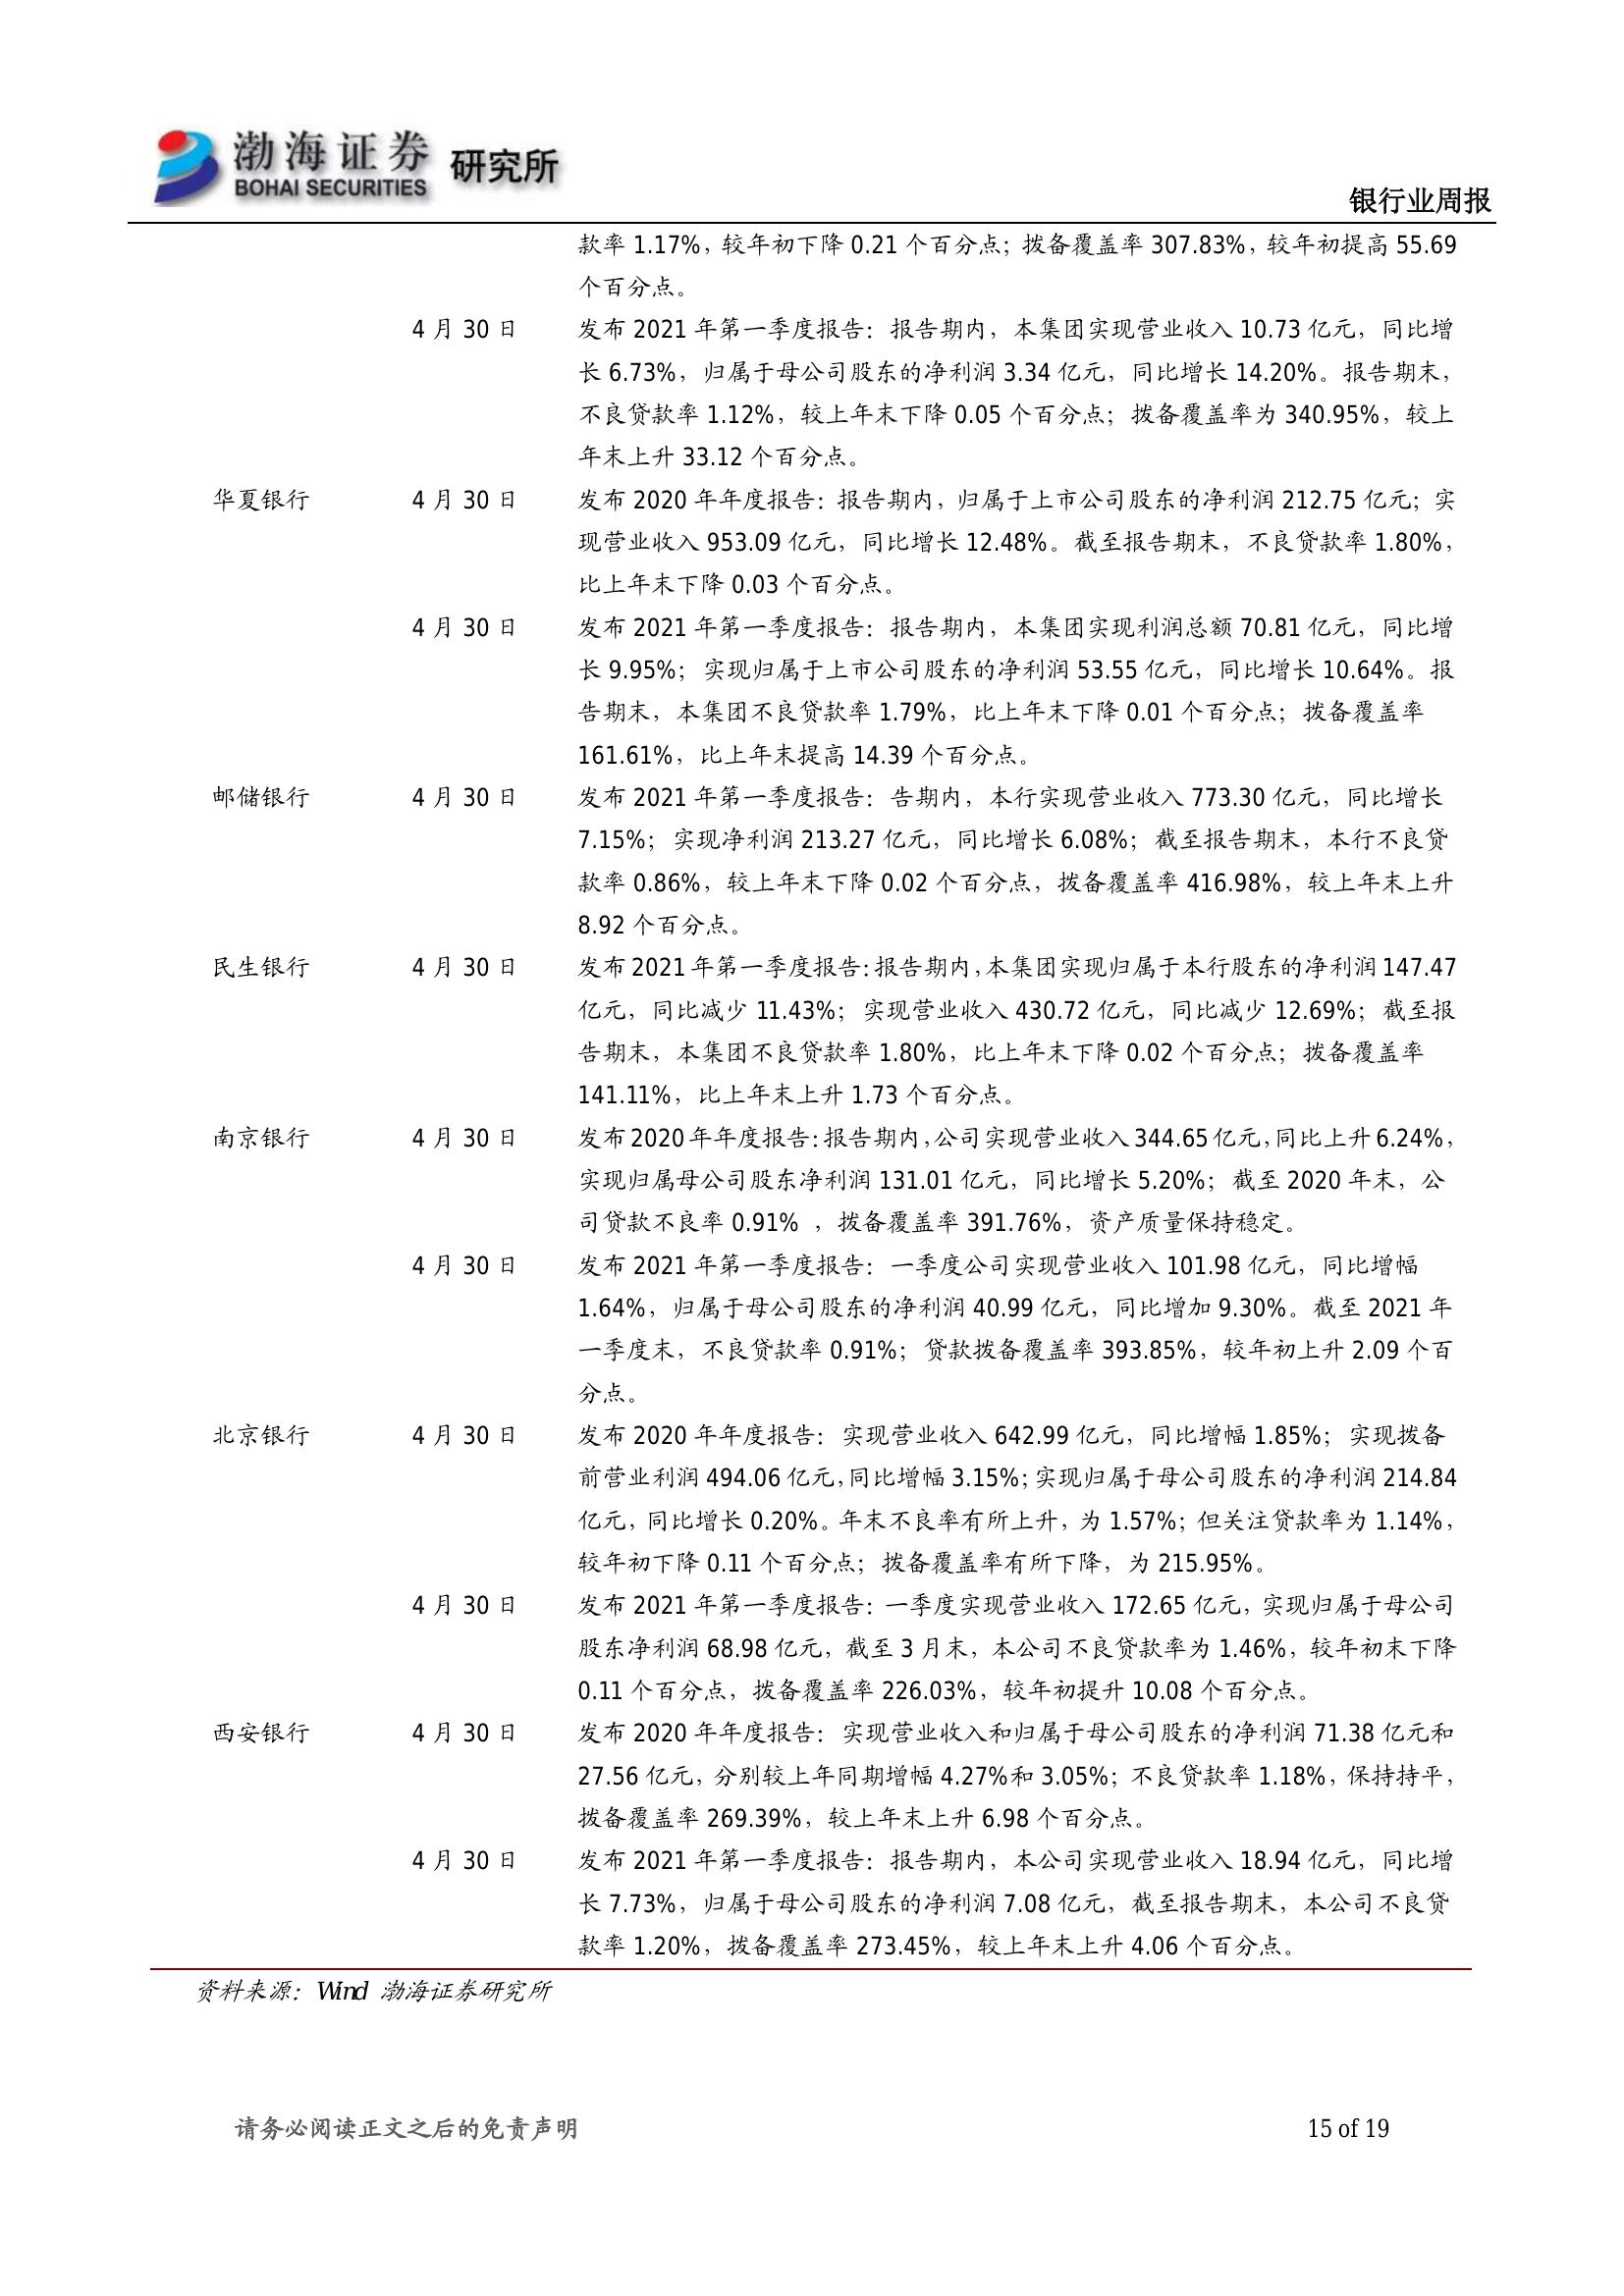 渤海证券 研究所
BOHAI SECURITIES
银行业周报
款率 1.17%，较年初下降 0.21 个百分点；拨备覆盖率 307.83%，较年初提高 55.69
个百分点。
4 月 30 日 发布 2021 年第一季度报告：报告期内，本集团实现营业收入 10.73 亿元，同比增
长 6.73%，归属于母公司股东的净利润 3.34 亿元，同比增长 14.20%。报告期末，
不良贷款率 1.12%，较上年末下降 0.05 个百分点；拨备覆盖率为 340.95%，较上
年末上升 33.12 个百分点。
华夏银行 4 月 30 日 发布 2020 年年度报告：报告期内，归属于上市公司股东的净利润 212.75 亿元；实
现营业收入 953.09 亿元，同比增长 12.48%。截至报告期末，不良贷款率 1.80%，
比上年末下降 0.03 个百分点。
4 月 30 日 发布 2021 年第一季度报告：报告期内，本集团实现利润总额 70.81 亿元，同比增
长 9.95%；实现归属于上市公司股东的净利润 53.55 亿元，同比增长 10.64%。报
告期末，本集团不良贷款率 1.79%，比上年末下降 0.01 个百分点；拨备覆盖率
161.61%，比上年末提高 14.39 个百分点。
邮储银行 4 月 30 日 发布 2021 年第一季度报告：告期内，本行实现营业收入 773.30 亿元，同比增长
7.15%；实现净利润 213.27 亿元，同比增长 6.08%；截至报告期末，本行不良贷
款率 0.86%，较上年末下降 0.02 个百分点，拨备覆盖率 416.98%，较上年末上升
8.92 个百分点。
民生银行 4 月 30 日 发布 2021 年第一季度报告：报告期内，本集团实现归属于本行股东的净利润 147.47
亿元，同比减少 11.43%；实现营业收入 430.72 亿元，同比减少 12.69%；截至报
告期末，本集团不良贷款率 1.80%，比上年末下降 0.02 个百分点；拨备覆盖率
141.11%，比上年末上升 1.73 个百分点。
南京银行 4 月 30 日 发布 2020 年年度报告：报告期内，公司实现营业收入 344.65 亿元，同比上升 6.24%，
实现归属母公司股东净利润 131.01 亿元，同比增长 5.20%；截至 2020 年末，公
司贷款不良率 0.91% ，拨备覆盖率 391.76%，资产质量保持稳定。
4 月 30 日 发布 2021 年第一季度报告：一季度公司实现营业收入 101.98 亿元，同比增幅
1.64%，归属于母公司股东的净利润 40.99 亿元，同比增加 9.30%。截至 2021 年
一季度末，不良贷款率 0.91%；贷款拨备覆盖率 393.85%，较年初上升 2.09 个百
分点。
北京银行 4 月 30 日 发布 2020 年年度报告：实现营业收入 642.99 亿元，同比增幅 1.85%；实现拨备
前营业利润 494.06 亿元，同比增幅 3.15%；实现归属于母公司股东的净利润 214.84
亿元，同比增长 0.20%。年末不良率有所上升，为 1.57%；但关注贷款率为 1.14%，
较年初下降 0.11 个百分点；拨备覆盖率有所下降，为 215.95%。
4 月 30 日 发布 2021 年第一季度报告：一季度实现营业收入 172.65 亿元，实现归属于母公司
股东净利润 68.98 亿元，截至 3 月末，本公司不良贷款率为 1.46%，较年初末下降
0.11 个百分点，拨备覆盖率 226.03%，较年初提升 10.08 个百分点。
西安银行 4 月 30 日 发布 2020 年年度报告：实现营业收入和归属于母公司股东的净利润 71.38 亿元和
27.56 亿元，分别较上年同期增幅 4.27%和 3.05%；不良贷款率 1.18%，保持持平，
拨备覆盖率 269.39%，较上年末上升 6.98 个百分点。
4 月 30 日 发布 2021 年第一季度报告：报告期内，本公司实现营业收入 18.94 亿元，同比增
长 7.73%，归属于母公司股东的净利润 7.08 亿元，截至报告期末，本公司不良贷
款率 1.20%，拨备覆盖率 273.45%，较上年末上升 4.06 个百分点。
资料来源：Wind 渤海证券研究所
请务必阅读正文之后的免责声明 15 of 19